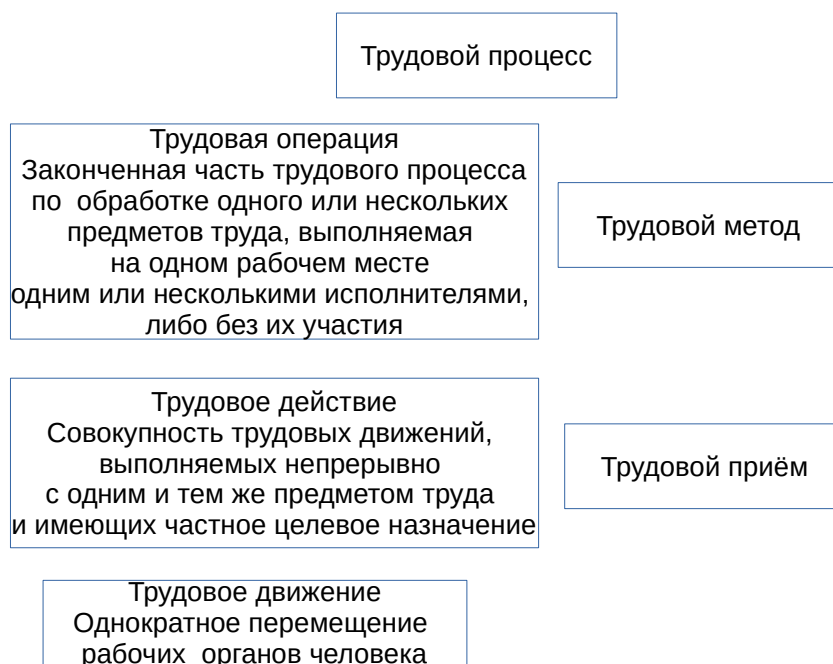 Трудовой процесс
Трудовая операция
Законченная часть трудового процесса
по обработке одного или нескольких
предметов труда, выполняемая
на одном рабочем месте
одним или несколькими исполнителями,
либо без их участия
Трудовой метод
Трудовое действие
Совокупность трудовых движений,
выполняемых непрерывно
с одним и тем же предметом труда
и имеющих частное целевое назначение
Трудовой приём
Трудовое движение
Однократное перемещение
рабочих органов человека